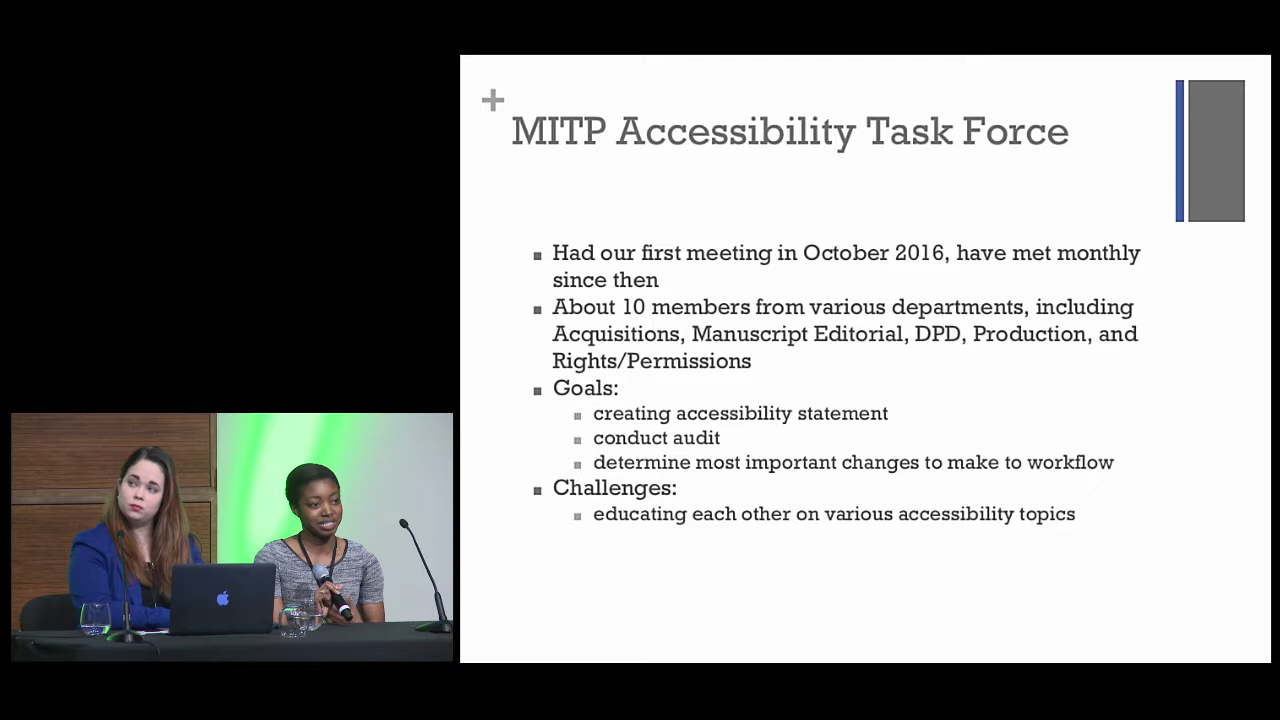 +
MITP Accessibility Task Force
Had our first meeting in October 2016, have met monthly
since then
About 10 members from various departments, including
Acquisitions, Manuscript Editorial, DPD, Production, and
Rights/Permissions
Goals:
creating accessibility statement
conduct audit
determine most important changes to make to workflow
Challenges:
educating each other on various accessibility topics